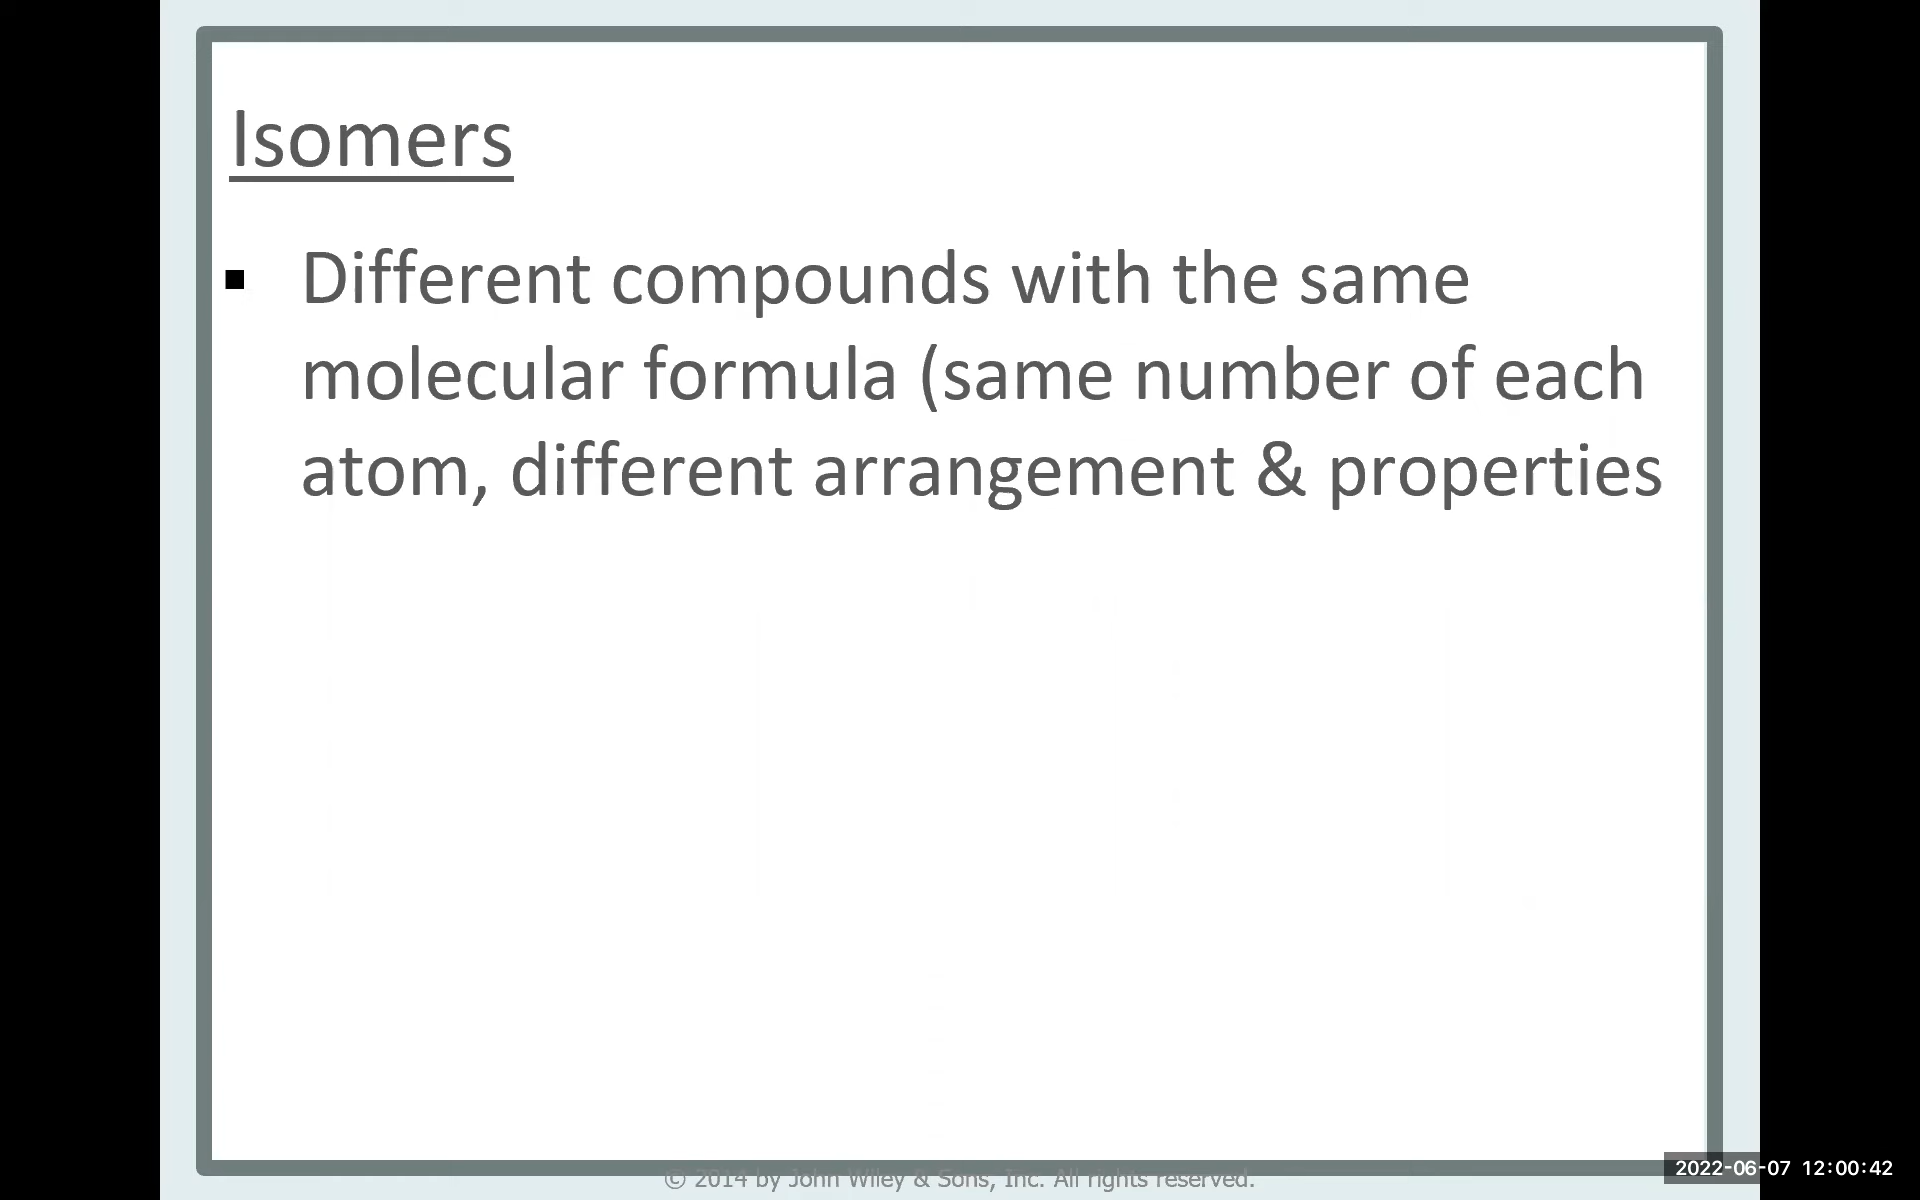 Isomers
▪ Different compounds with the same
molecular formula (same number of each
atom, different arrangement & properties
© 2014 by John Wiley & Sons, Inc. All rights reserved.
2022-06-07 12:00:42